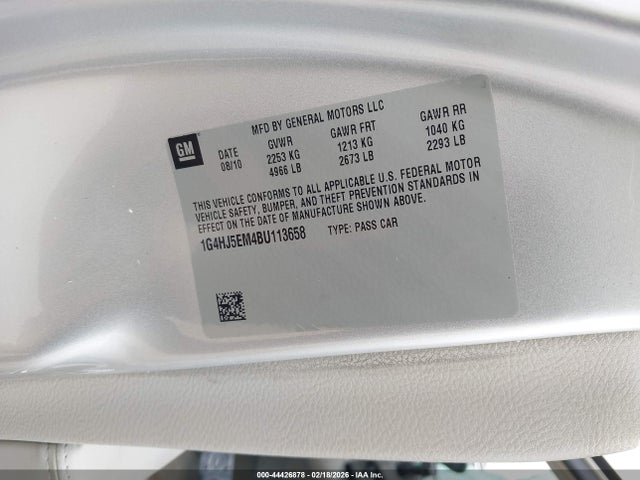 GM
MFD BY GENERAL MOTORS LLC
DATE GVWR GAWR FRT GAWR RR
08/10 2253 KG 1213 KG 1040 KG
4966 LB 2673 LB 2293 LB
THIS VEHICLE CONFORMS TO ALL APPLICABLE U.S. FEDERAL MOTOR
VEHICLE SAFETY, BUMPER, AND THEFT PREVENTION STANDARDS IN
EFFECT ON THE DATE OF MANUFACTURE SHOWN ABOVE.
1G4HJ5EM4BU113658 TYPE: PASS CAR
000-44426878 - 02/18/2026 - IAA Inc.